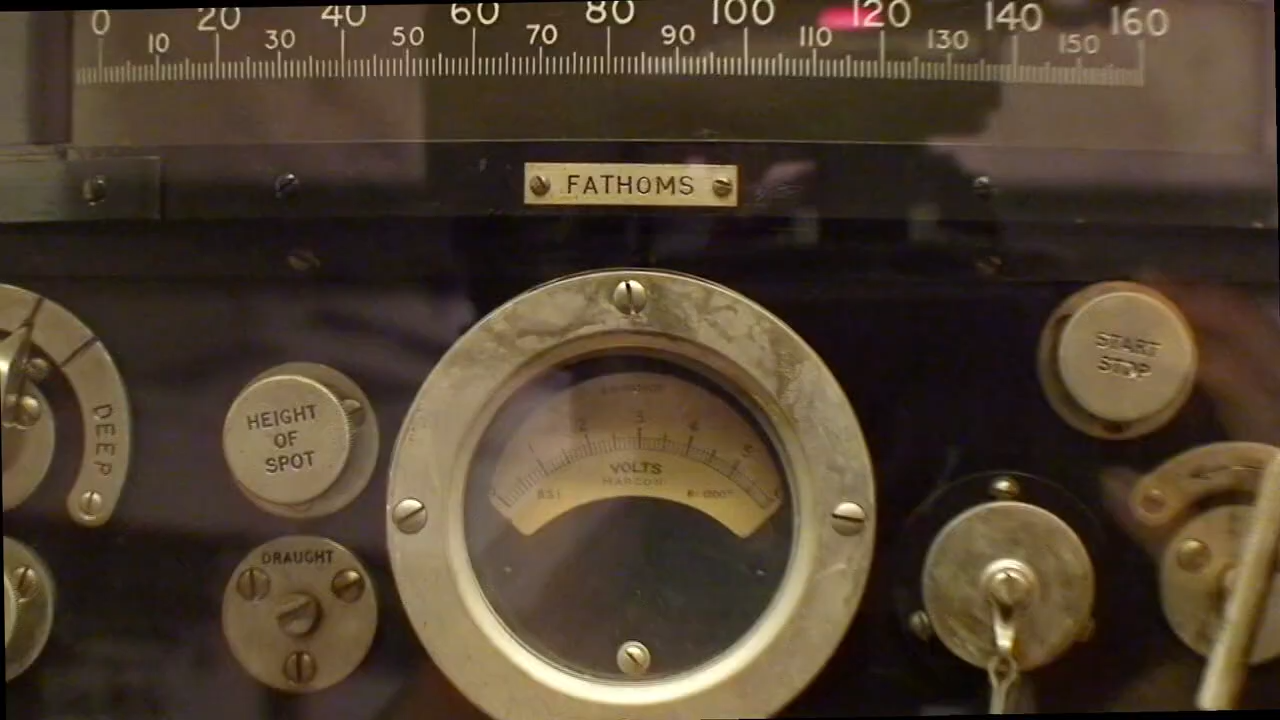 0 20 40 60 80 100 120 140 160
10 30 50 70 90 110 130 150
FATHOMS
DEEP
HEIGHT
OF
SPOT
START
STOP
1 2 3 4 5
VOLTS
MARCONI
DRAUGHT